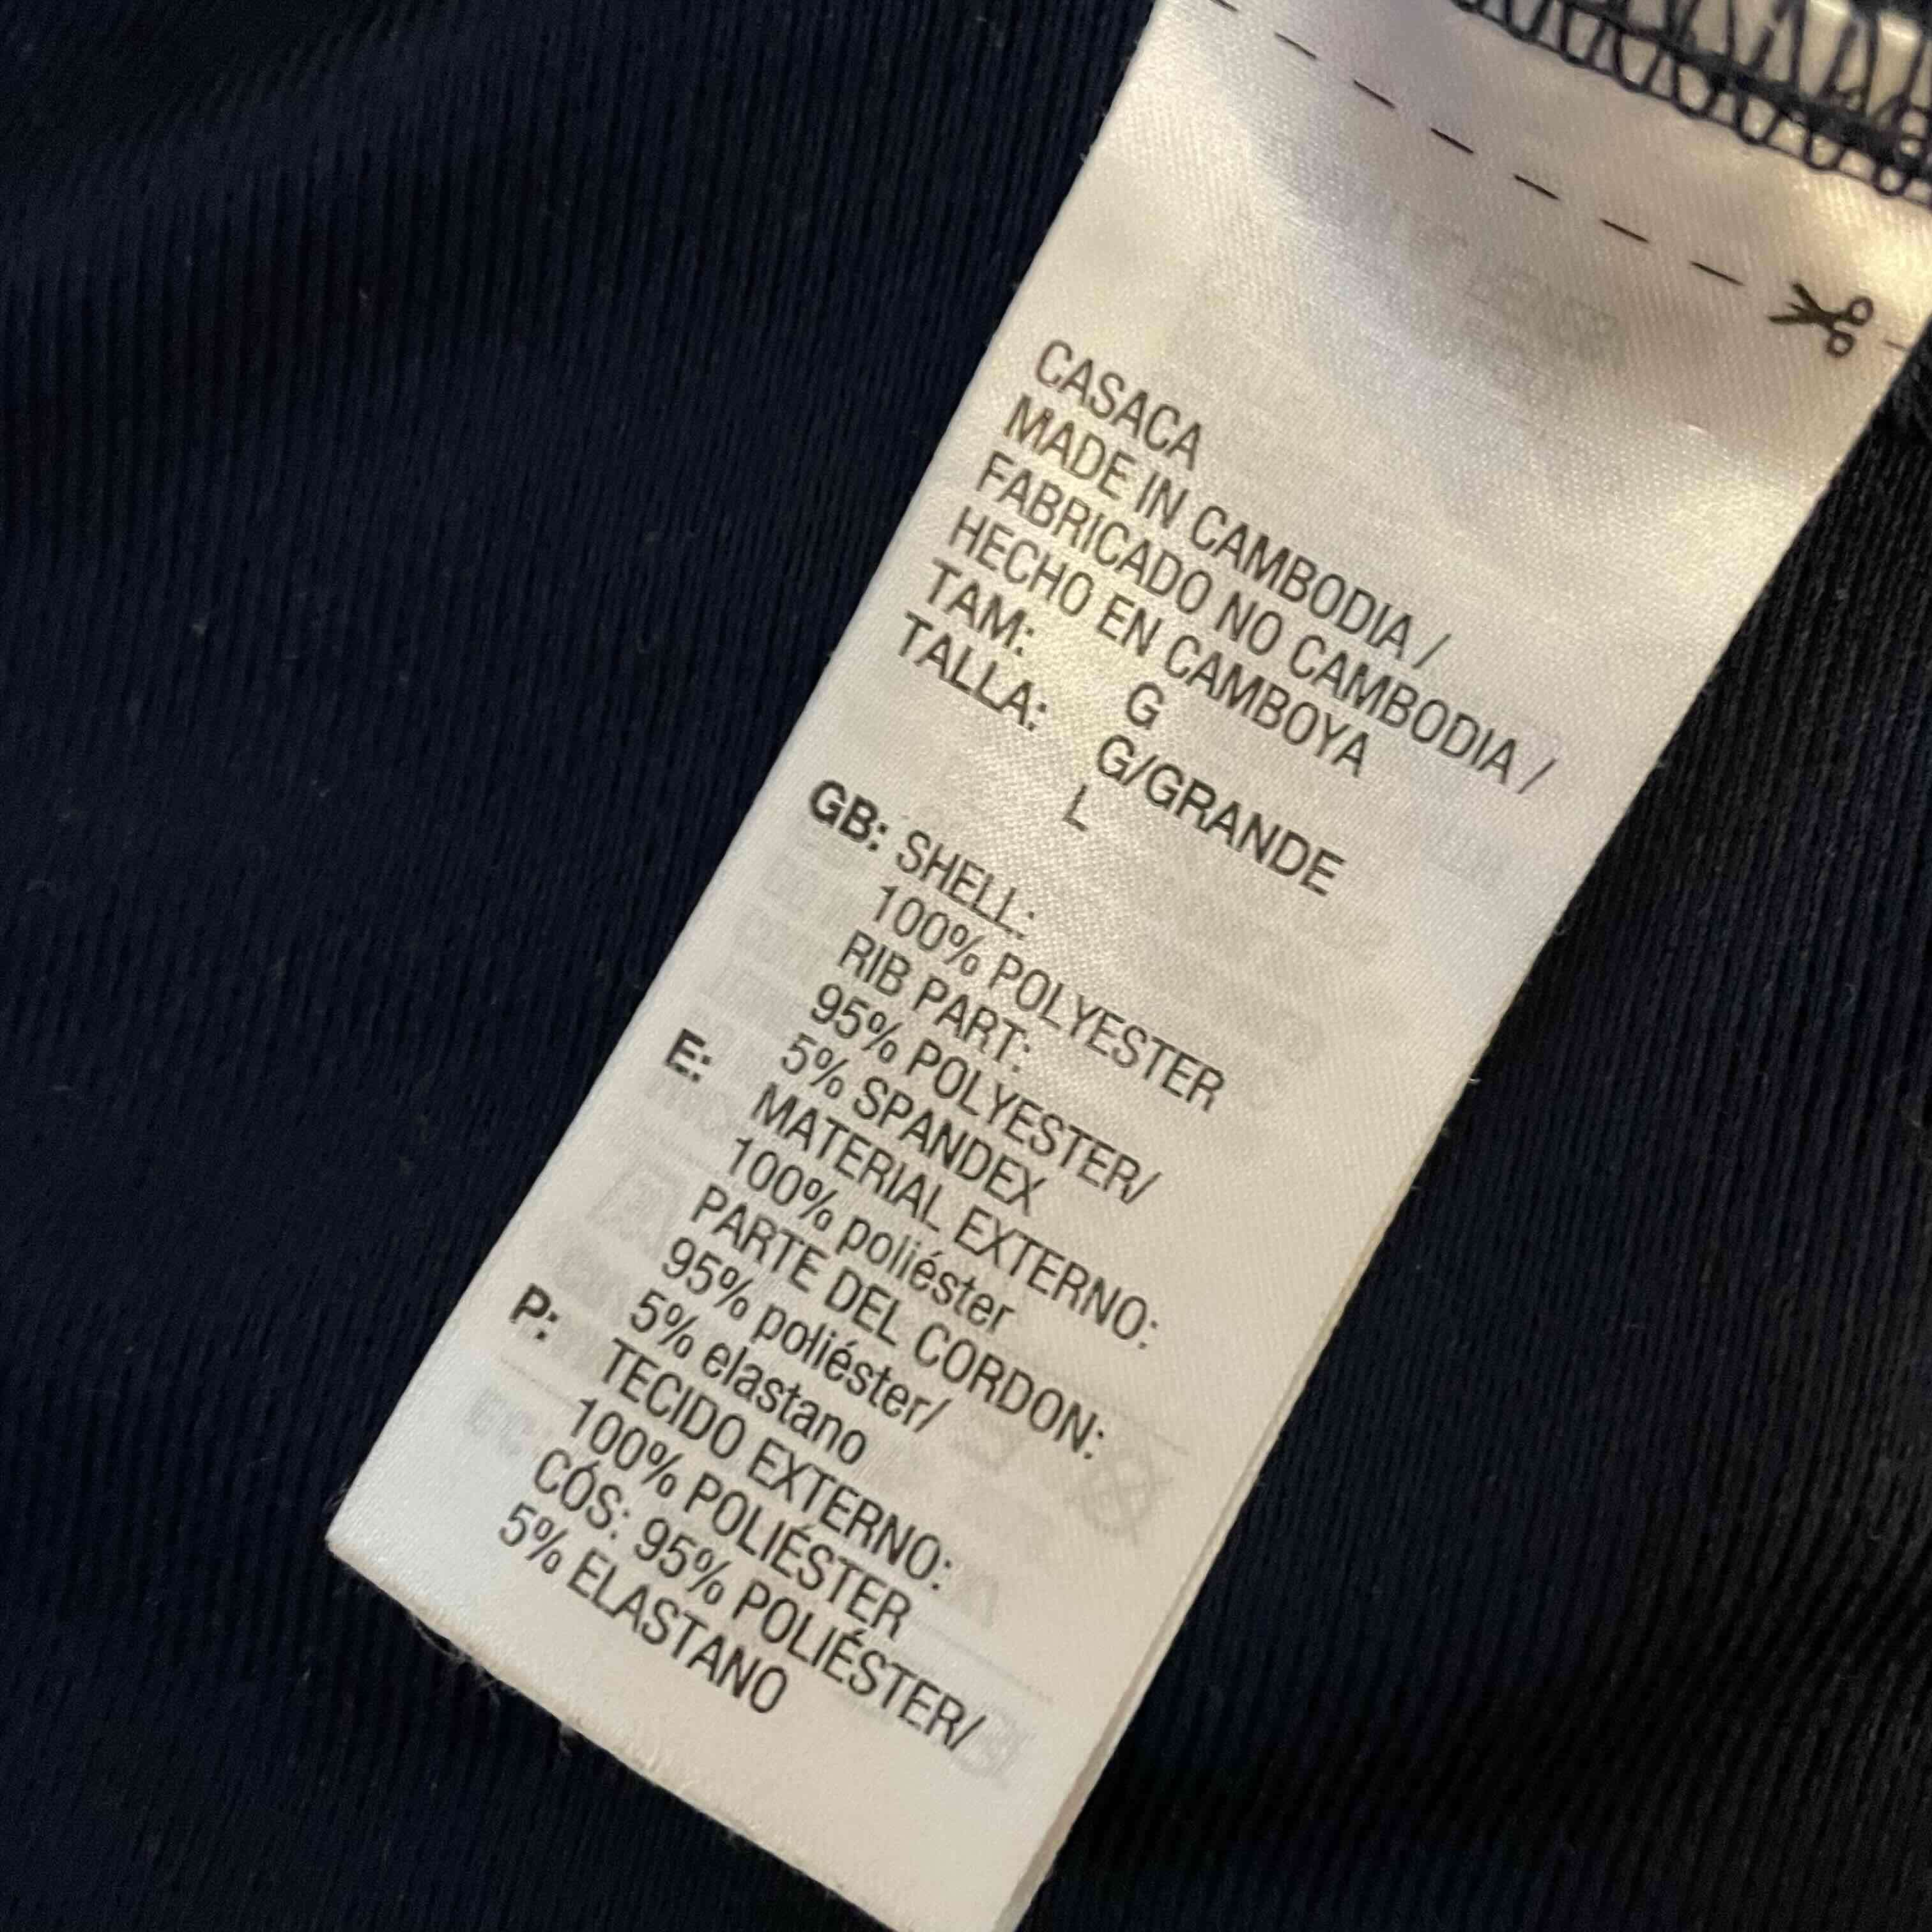 CASACA
MADE IN CAMBODIA /
FABRICADO NO CAMBODIA /
HECHO EN CAMBOYA
TAM: G
TALLA: G/GRANDE
L
GB: SHELL:
100% POLYESTER
RIB PART:
95% POLYESTER/
5% SPANDEX
E: MATERIAL EXTERNO:
100% poliéster
PARTE DEL CORDON:
95% poliéster/
5% elastano
P: TECIDO EXTERNO:
100% POLIÉSTER
CÓS: 95% POLIÉSTER/
5% ELASTANO